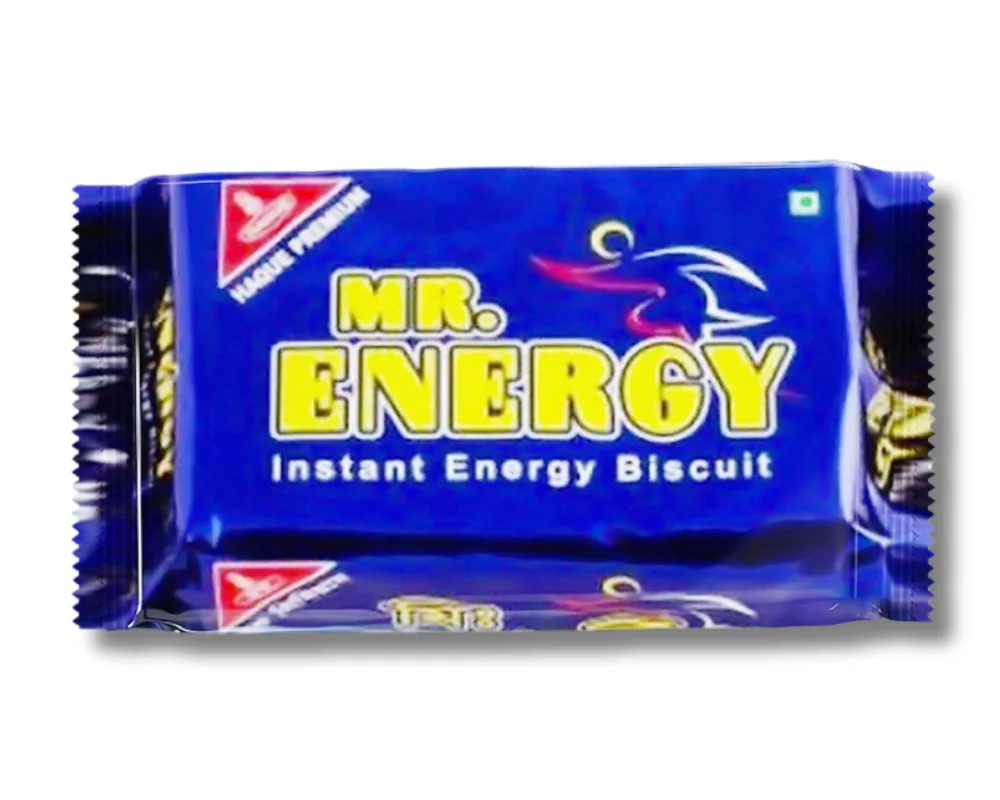 HAQUE PREMIUM
MR.
ENERGY
Instant Energy Biscuit
মিঃ